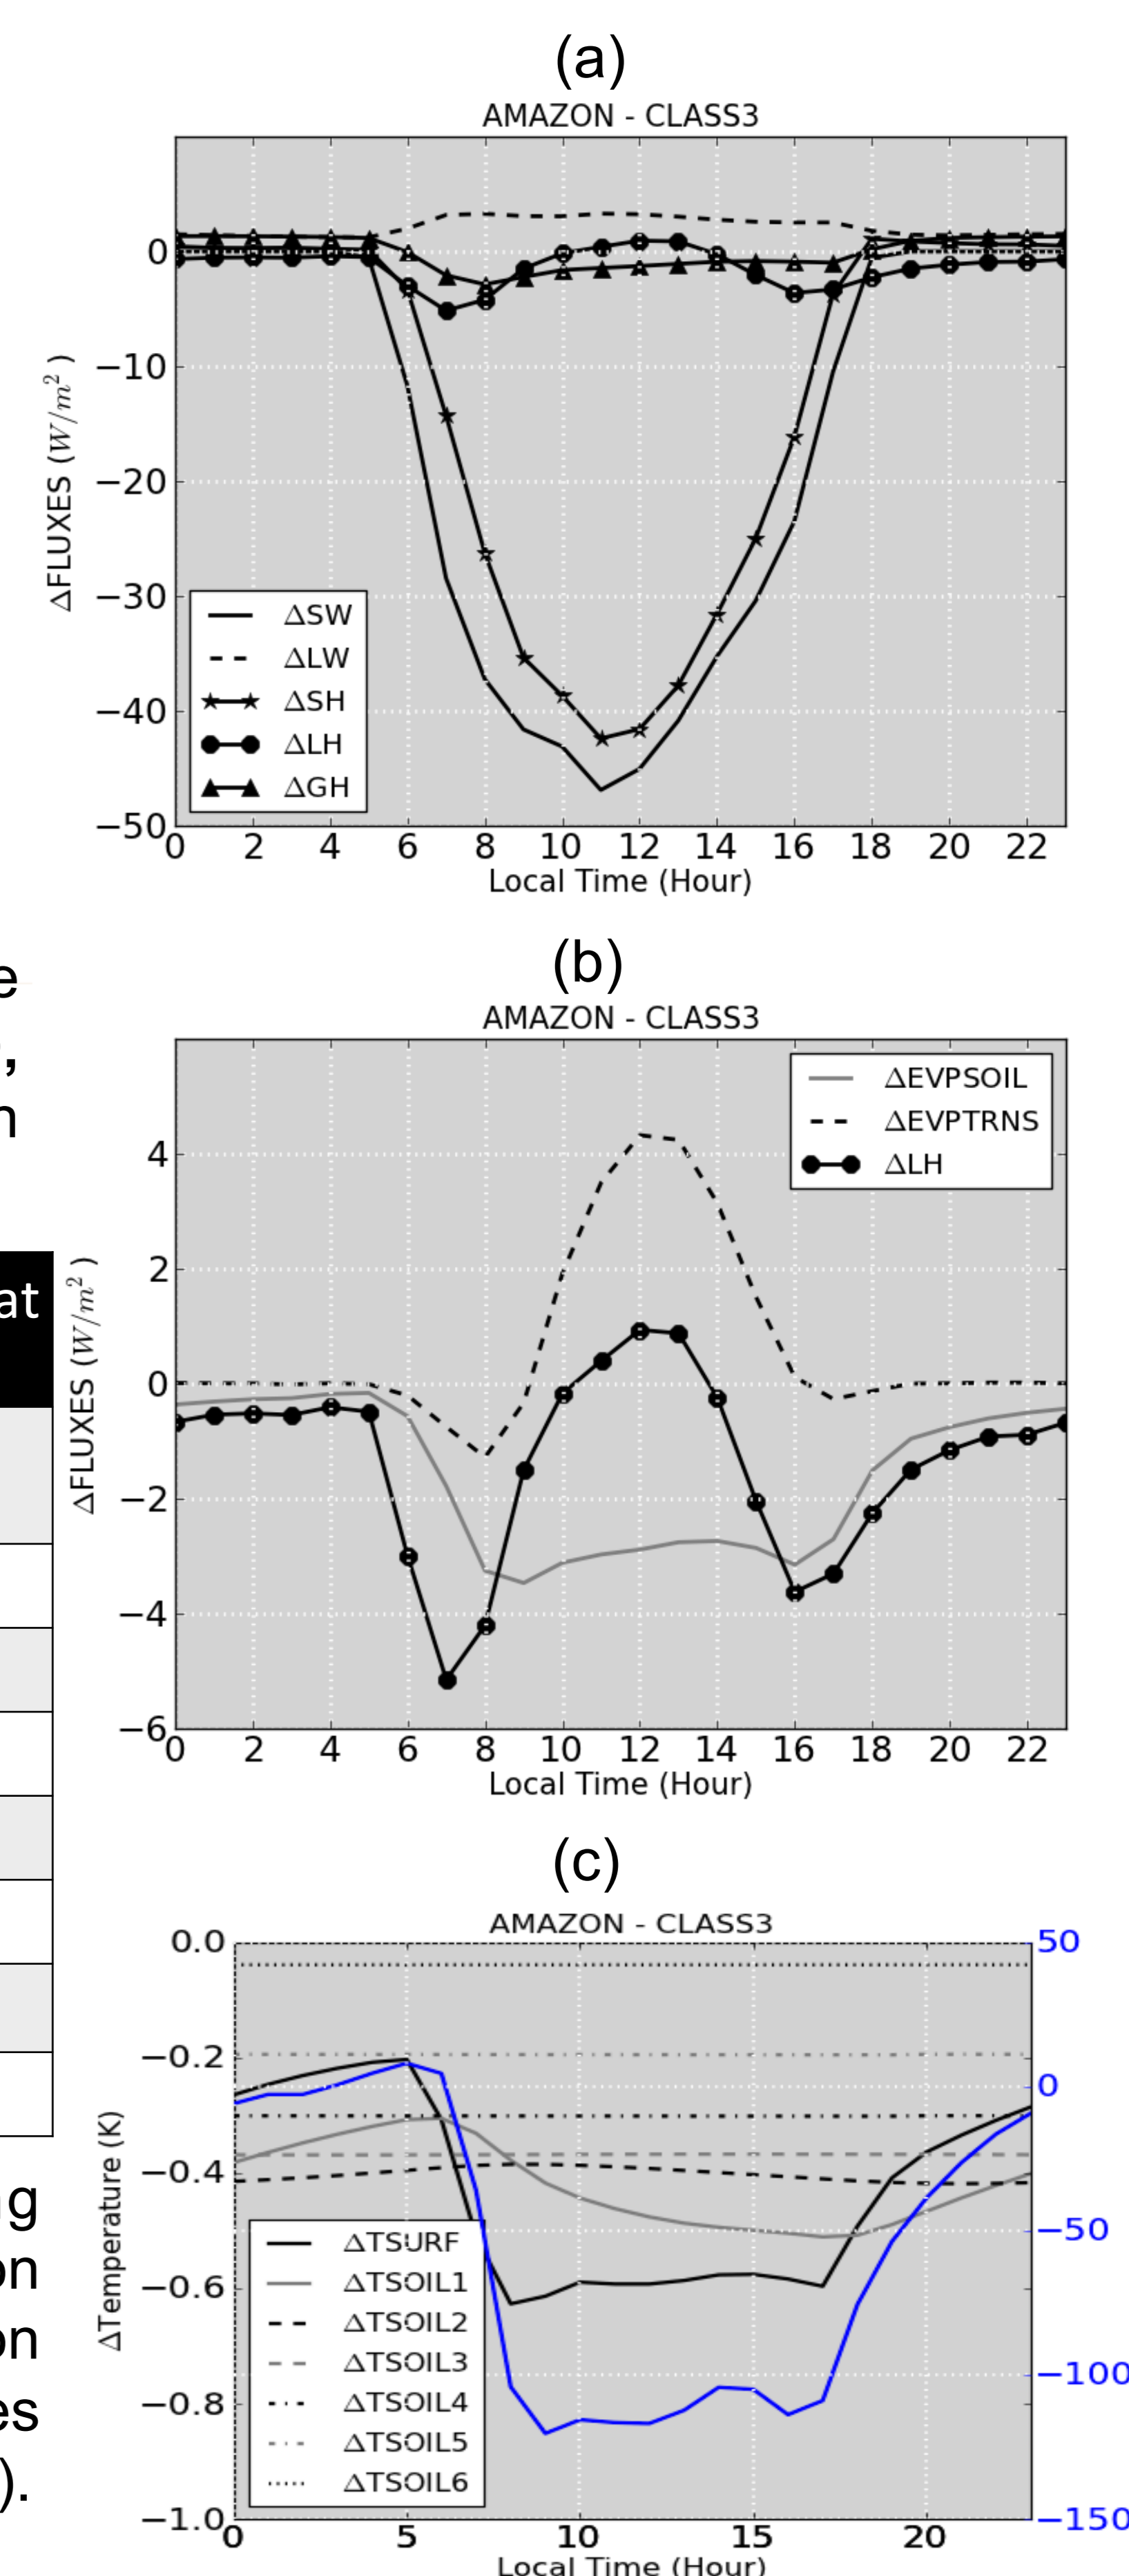 (a)
AMAZON - CLASS3
0
−10
−20
−30
−40
−50
ΔFLUXES (W/m²)
ΔSW
ΔLW
ΔSH
ΔLH
ΔGH
0 2 4 6 8 10 12 14 16 18 20 22
Local Time (Hour)
(b)
AMAZON - CLASS3
4
2
0
−2
−4
−6
ΔFLUXES (W/m²)
ΔEVPSOIL
ΔEVPTRNS
ΔLH
0 2 4 6 8 10 12 14 16 18 20 22
Local Time (Hour)
(c)
AMAZON - CLASS3
0.0
−0.2
−0.4
−0.6
−0.8
−1.0
ΔTemperature (K)
ΔTSURF
ΔTSOIL1
ΔTSOIL2
ΔTSOIL3
ΔTSOIL4
ΔTSOIL5
ΔTSOIL6
50
0
−50
−100
−150
0 5 10 15 20
Local Time (Hour)
e
,
n
at
g
on
on
es
).